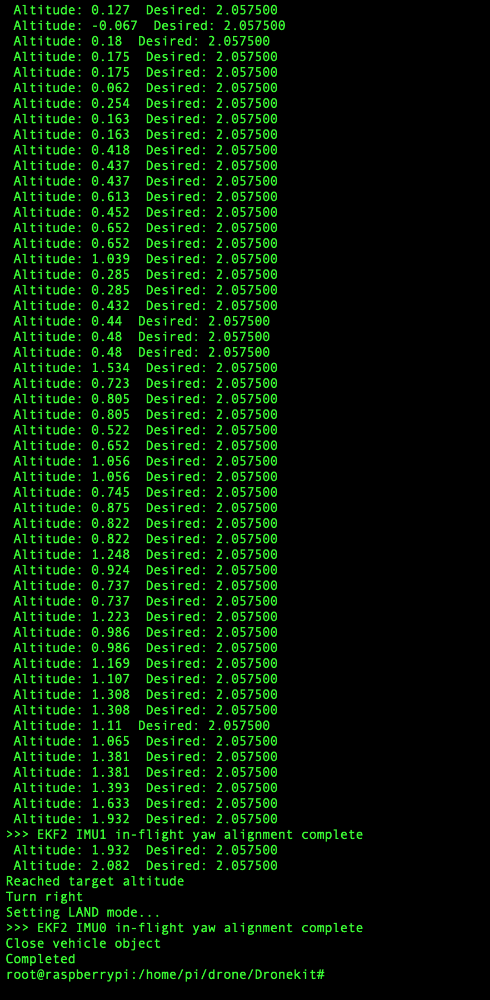 Altitude: 0.127  Desired: 2.057500
Altitude: -0.067  Desired: 2.057500
Altitude: 0.18  Desired: 2.057500
Altitude: 0.175  Desired: 2.057500
Altitude: 0.175  Desired: 2.057500
Altitude: 0.062  Desired: 2.057500
Altitude: 0.254  Desired: 2.057500
Altitude: 0.163  Desired: 2.057500
Altitude: 0.163  Desired: 2.057500
Altitude: 0.418  Desired: 2.057500
Altitude: 0.437  Desired: 2.057500
Altitude: 0.437  Desired: 2.057500
Altitude: 0.613  Desired: 2.057500
Altitude: 0.452  Desired: 2.057500
Altitude: 0.652  Desired: 2.057500
Altitude: 0.652  Desired: 2.057500
Altitude: 1.039  Desired: 2.057500
Altitude: 0.285  Desired: 2.057500
Altitude: 0.285  Desired: 2.057500
Altitude: 0.432  Desired: 2.057500
Altitude: 0.44  Desired: 2.057500
Altitude: 0.48  Desired: 2.057500
Altitude: 0.48  Desired: 2.057500
Altitude: 1.534  Desired: 2.057500
Altitude: 0.723  Desired: 2.057500
Altitude: 0.805  Desired: 2.057500
Altitude: 0.805  Desired: 2.057500
Altitude: 0.522  Desired: 2.057500
Altitude: 0.652  Desired: 2.057500
Altitude: 1.056  Desired: 2.057500
Altitude: 1.056  Desired: 2.057500
Altitude: 0.745  Desired: 2.057500
Altitude: 0.875  Desired: 2.057500
Altitude: 0.822  Desired: 2.057500
Altitude: 0.822  Desired: 2.057500
Altitude: 1.248  Desired: 2.057500
Altitude: 0.924  Desired: 2.057500
Altitude: 0.737  Desired: 2.057500
Altitude: 0.737  Desired: 2.057500
Altitude: 1.223  Desired: 2.057500
Altitude: 0.986  Desired: 2.057500
Altitude: 0.986  Desired: 2.057500
Altitude: 1.169  Desired: 2.057500
Altitude: 1.107  Desired: 2.057500
Altitude: 1.308  Desired: 2.057500
Altitude: 1.308  Desired: 2.057500
Altitude: 1.11  Desired: 2.057500
Altitude: 1.065  Desired: 2.057500
Altitude: 1.381  Desired: 2.057500
Altitude: 1.381  Desired: 2.057500
Altitude: 1.393  Desired: 2.057500
Altitude: 1.633  Desired: 2.057500
Altitude: 1.932  Desired: 2.057500
>>> EKF2 IMU1 in-flight yaw alignment complete
Altitude: 1.932  Desired: 2.057500
Altitude: 2.082  Desired: 2.057500
Reached target altitude
Turn right
Setting LAND mode...
>>> EKF2 IMU0 in-flight yaw alignment complete
Close vehicle object
Completed
root@raspberrypi:/home/pi/drone/Dronekit#